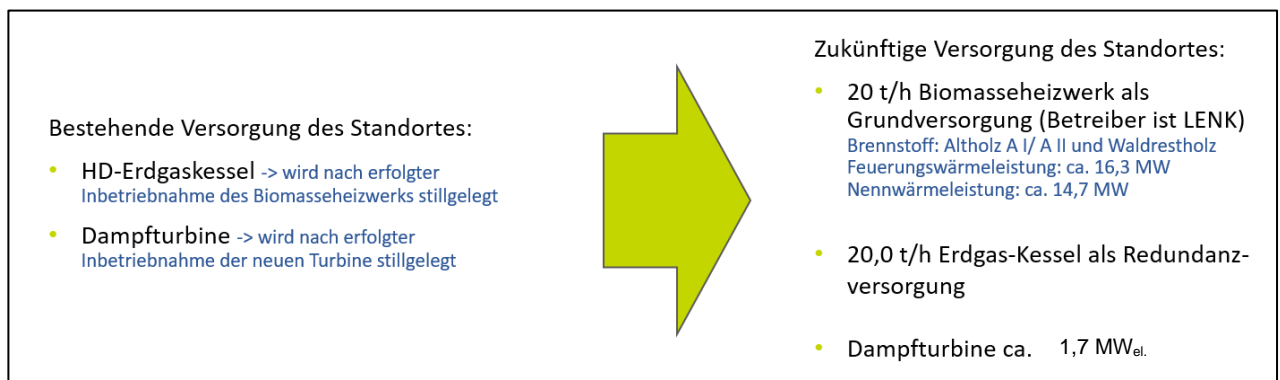 Bestehende Versorgung des Standortes:
• HD-Erdgaskessel -> wird nach erfolgter
Inbetriebnahme des Biomasseheizwerks stillgelegt
• Dampfturbine -> wird nach erfolgter
Inbetriebnahme der neuen Turbine stillgelegt
Zukünftige Versorgung des Standortes:
• 20 t/h Biomasseheizwerk als
Grundversorgung (Betreiber ist LENK)
Brennstoff: Altholz A I/ A II und Waldrestholz
Feuerungswärmeleistung: ca. 16,3 MW
Nennwärmeleistung: ca. 14,7 MW
• 20,0 t/h Erdgas-Kessel als Redundanz-
versorgung
• Dampfturbine ca. 1,7 MWel.